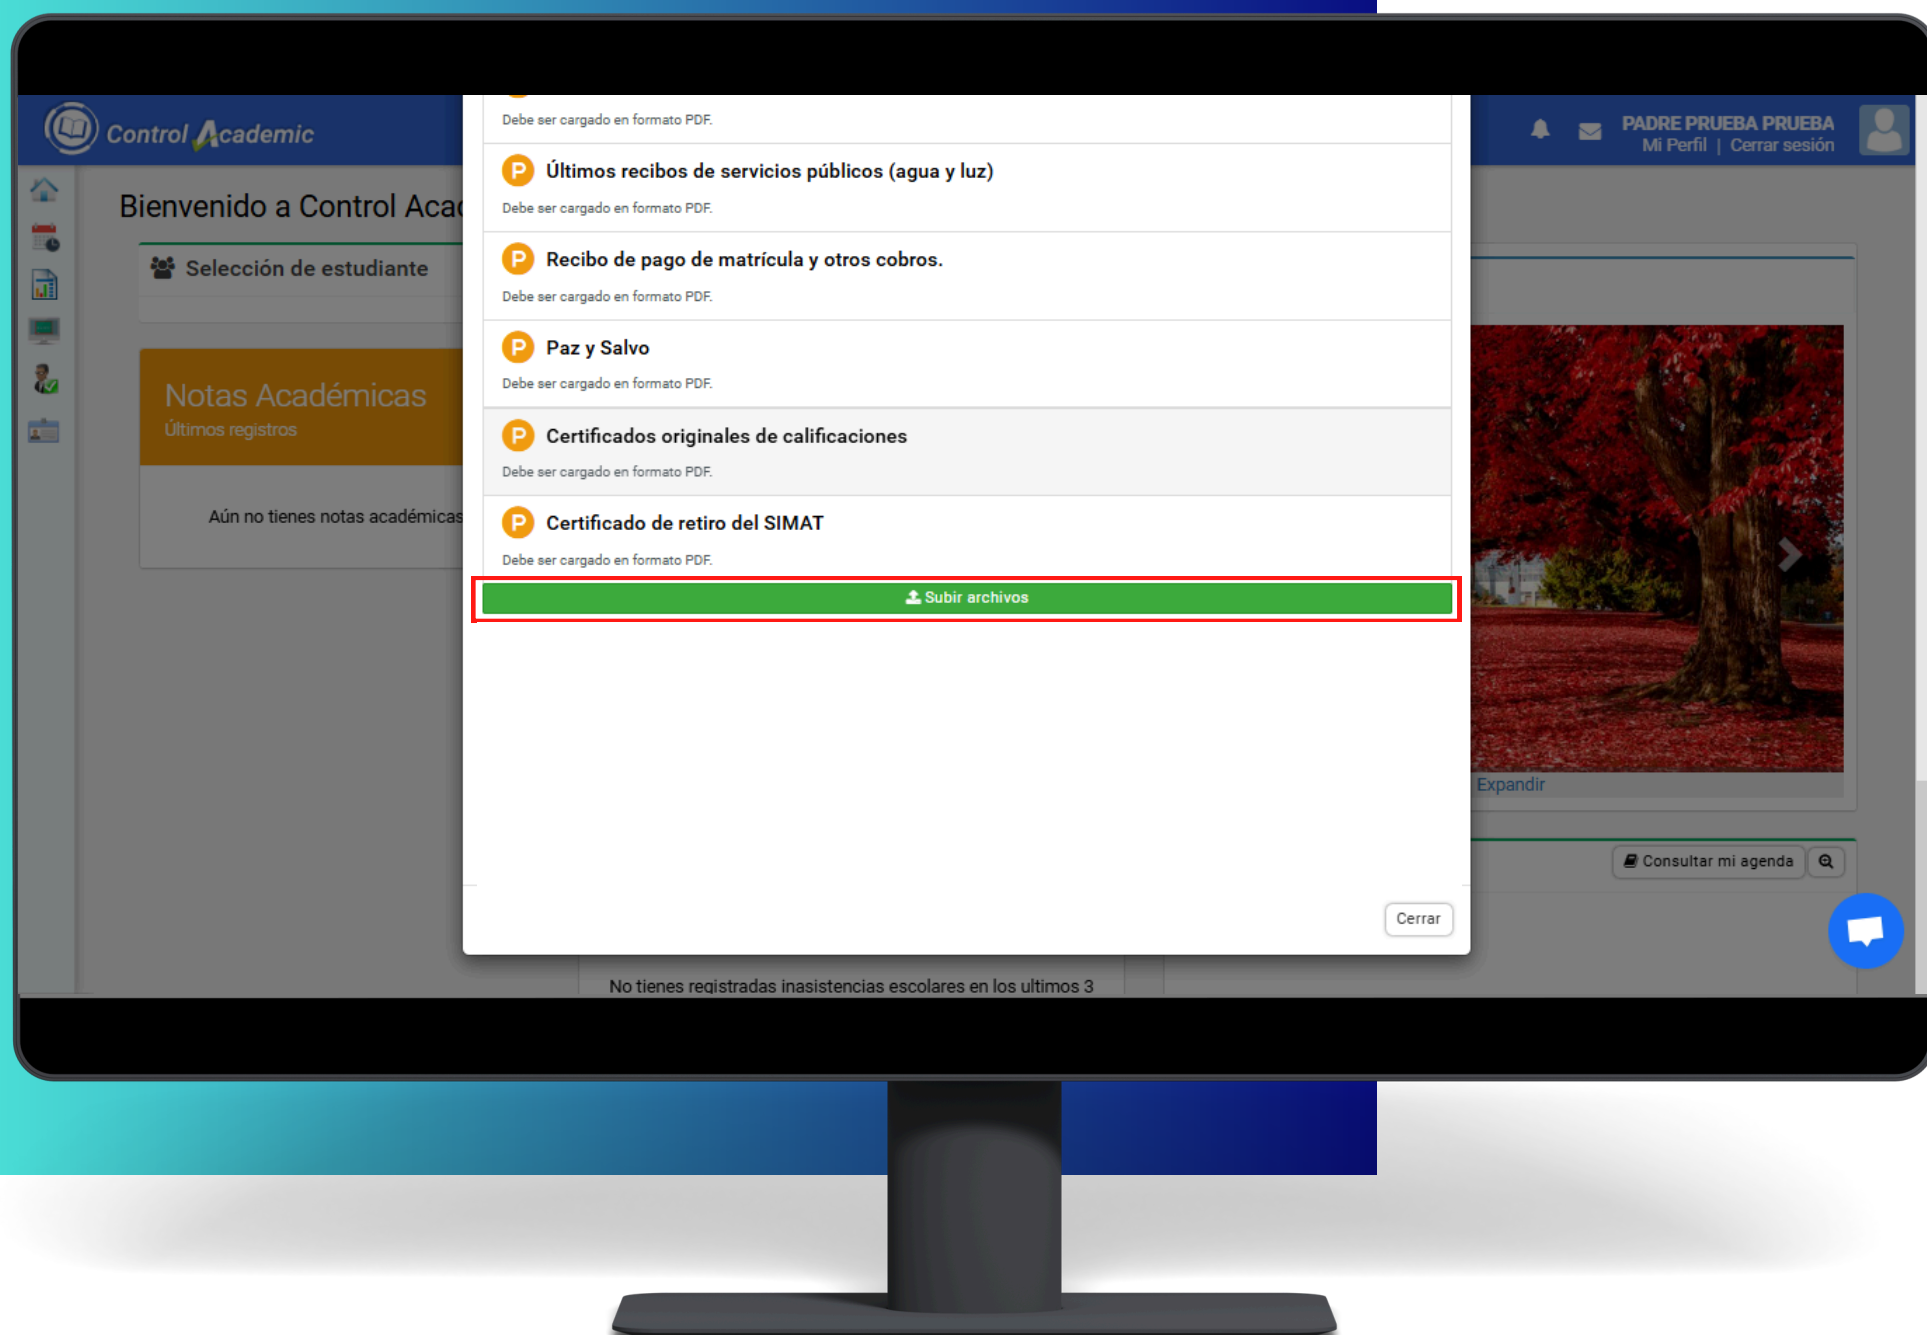 Control Academic
PADRE PRUEBA PRUEBA
Mi Perfil | Cerrar sesión
Bienvenido a Control Acad
Selección de estudiante
Notas Académicas
Últimos registros
Aún no tienes notas académicas
Debe ser cargado en formato PDF.
P Últimos recibos de servicios públicos (agua y luz)
Debe ser cargado en formato PDF.
P Recibo de pago de matrícula y otros cobros.
Debe ser cargado en formato PDF.
P Paz y Salvo
Debe ser cargado en formato PDF.
P Certificados originales de calificaciones
Debe ser cargado en formato PDF.
P Certificado de retiro del SIMAT
Debe ser cargado en formato PDF.
Subir archivos
Cerrar
Expandir
Consultar mi agenda
No tienes registradas inasistencias escolares en los ultimos 3